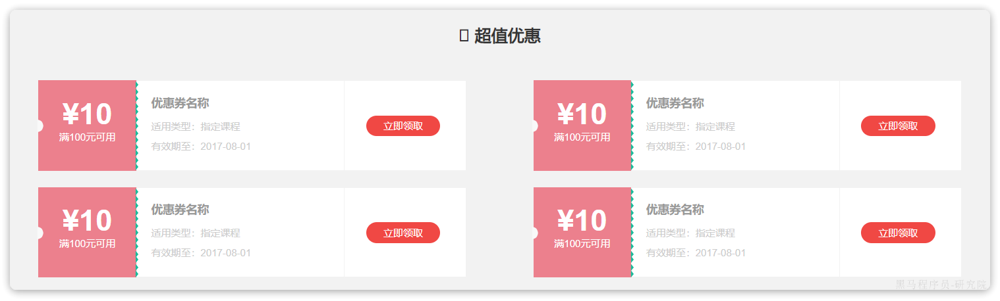 超值优惠
¥10
满100元可用
优惠券名称
适用类型：指定课程
有效期至：2017-08-01
立即领取
¥10
满100元可用
优惠券名称
适用类型：指定课程
有效期至：2017-08-01
立即领取
¥10
满100元可用
优惠券名称
适用类型：指定课程
有效期至：2017-08-01
立即领取
¥10
满100元可用
优惠券名称
适用类型：指定课程
有效期至：2017-08-01
立即领取
黑马程序员-研究院